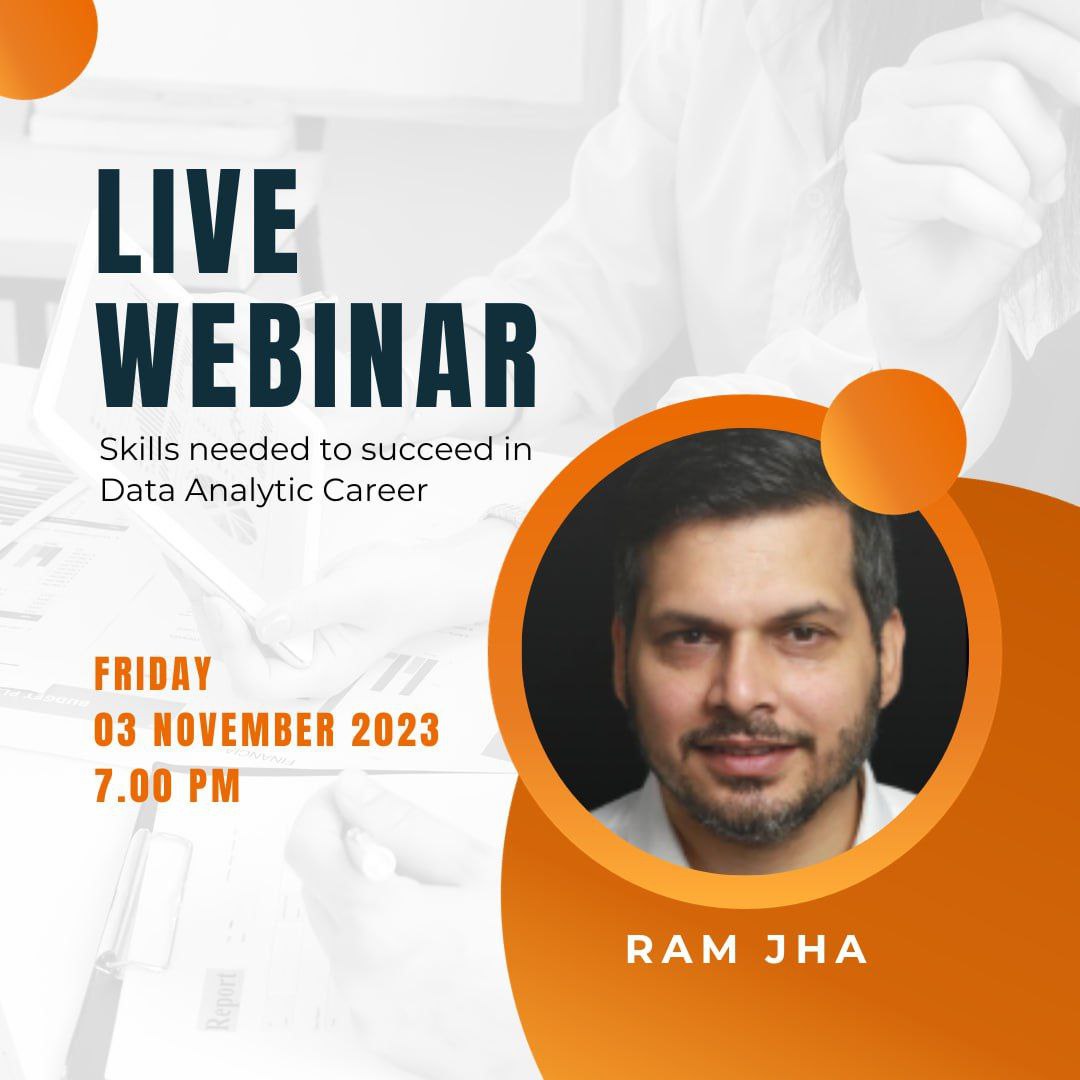 LIVE
WEBINAR
Skills needed to succeed in
Data Analytic Career
FRIDAY
03 NOVEMBER 2023
7.00 PM
RAM JHA
Report